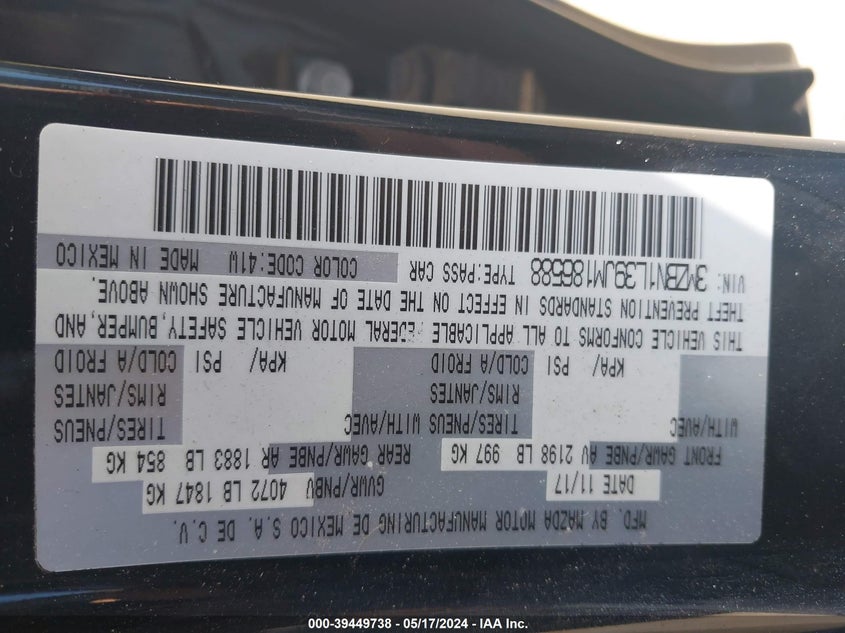 MFD. BY MAZDA MOTOR MANUFACTURING DE MEXICO S.A. DE C.V.
DATE 11/17 GVWR/PNBV 4072 LB 1847 KG
FRONT GAWR/PNBE AV 2198 LB 997 KG REAR GAWR/PNBE AR 1883 LB 854 KG
WITH/AVEC TIRES/PNEUS WITH/AVEC TIRES/PNEUS
RIMS/JANTES RIMS/JANTES
KPA/ PSI COLD/A FROID KPA/ PSI COLD/A FROID
THIS VEHICLE CONFORMS TO ALL APPLICABLE FEDERAL MOTOR VEHICLE SAFETY, BUMPER, AND
THEFT PREVENTION STANDARDS IN EFFECT ON THE DATE OF MANUFACTURE SHOWN ABOVE.
VIN: 3MZBN1L39JM186588 TYPE:PASS CAR COLOR CODE:41W MADE IN MEXICO
000-39449738 - 05/17/2024 - IAA Inc.